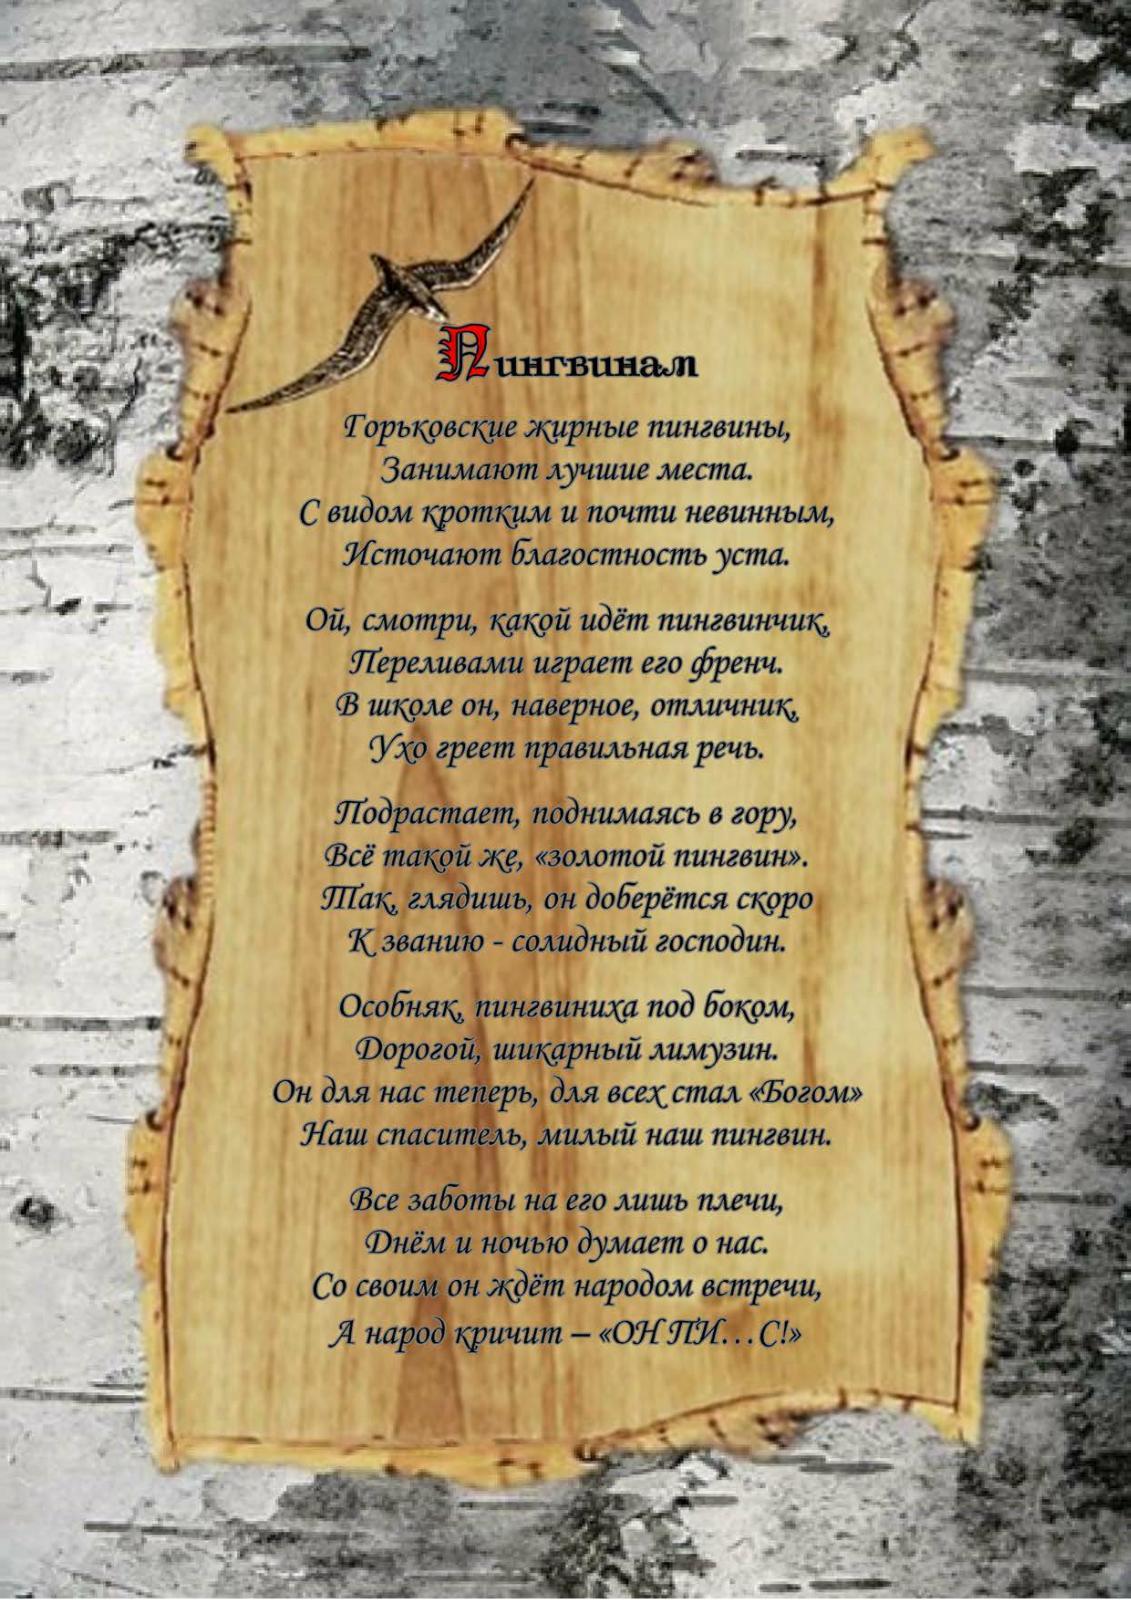 Пингвинам
Горьковские жирные пингвины,
Занимают лучшие места.
С видом кротким и почти невинным,
Источают благостность уста.
Ой, смотри, какой идёт пингвинчик,
Переливами играет его френч.
В школе он, наверное, отличник,
Ухо греет правильная речь.
Подрастает, поднимаясь в гору,
Всё такой же, «золотой пингвин».
Так, глядишь, он доберётся скоро
К званию - солидный господин.
Особняк, пингвиниха под боком,
Дорогой, шикарный лимузин.
Он для нас теперь, для всех стал «Богом»
Наш спаситель, милый наш пингвин.
Все заботы на его лишь плечи,
Днём и ночью думает о нас.
Со своим он ждёт народом встречи,
А народ кричит – «ОН ПИ…С!»